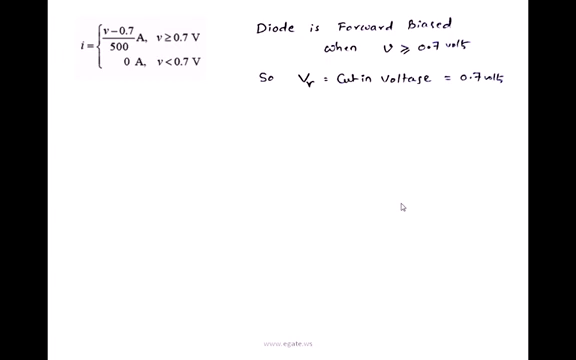 i = { (v−0.7)/500 A, v ≥ 0.7 V
0 A, v < 0.7 V
Diode is Forward Biased
when v ≥ 0.7 volts
So Vr = Cut in Voltage = 0.7 volts
www.egate.ws